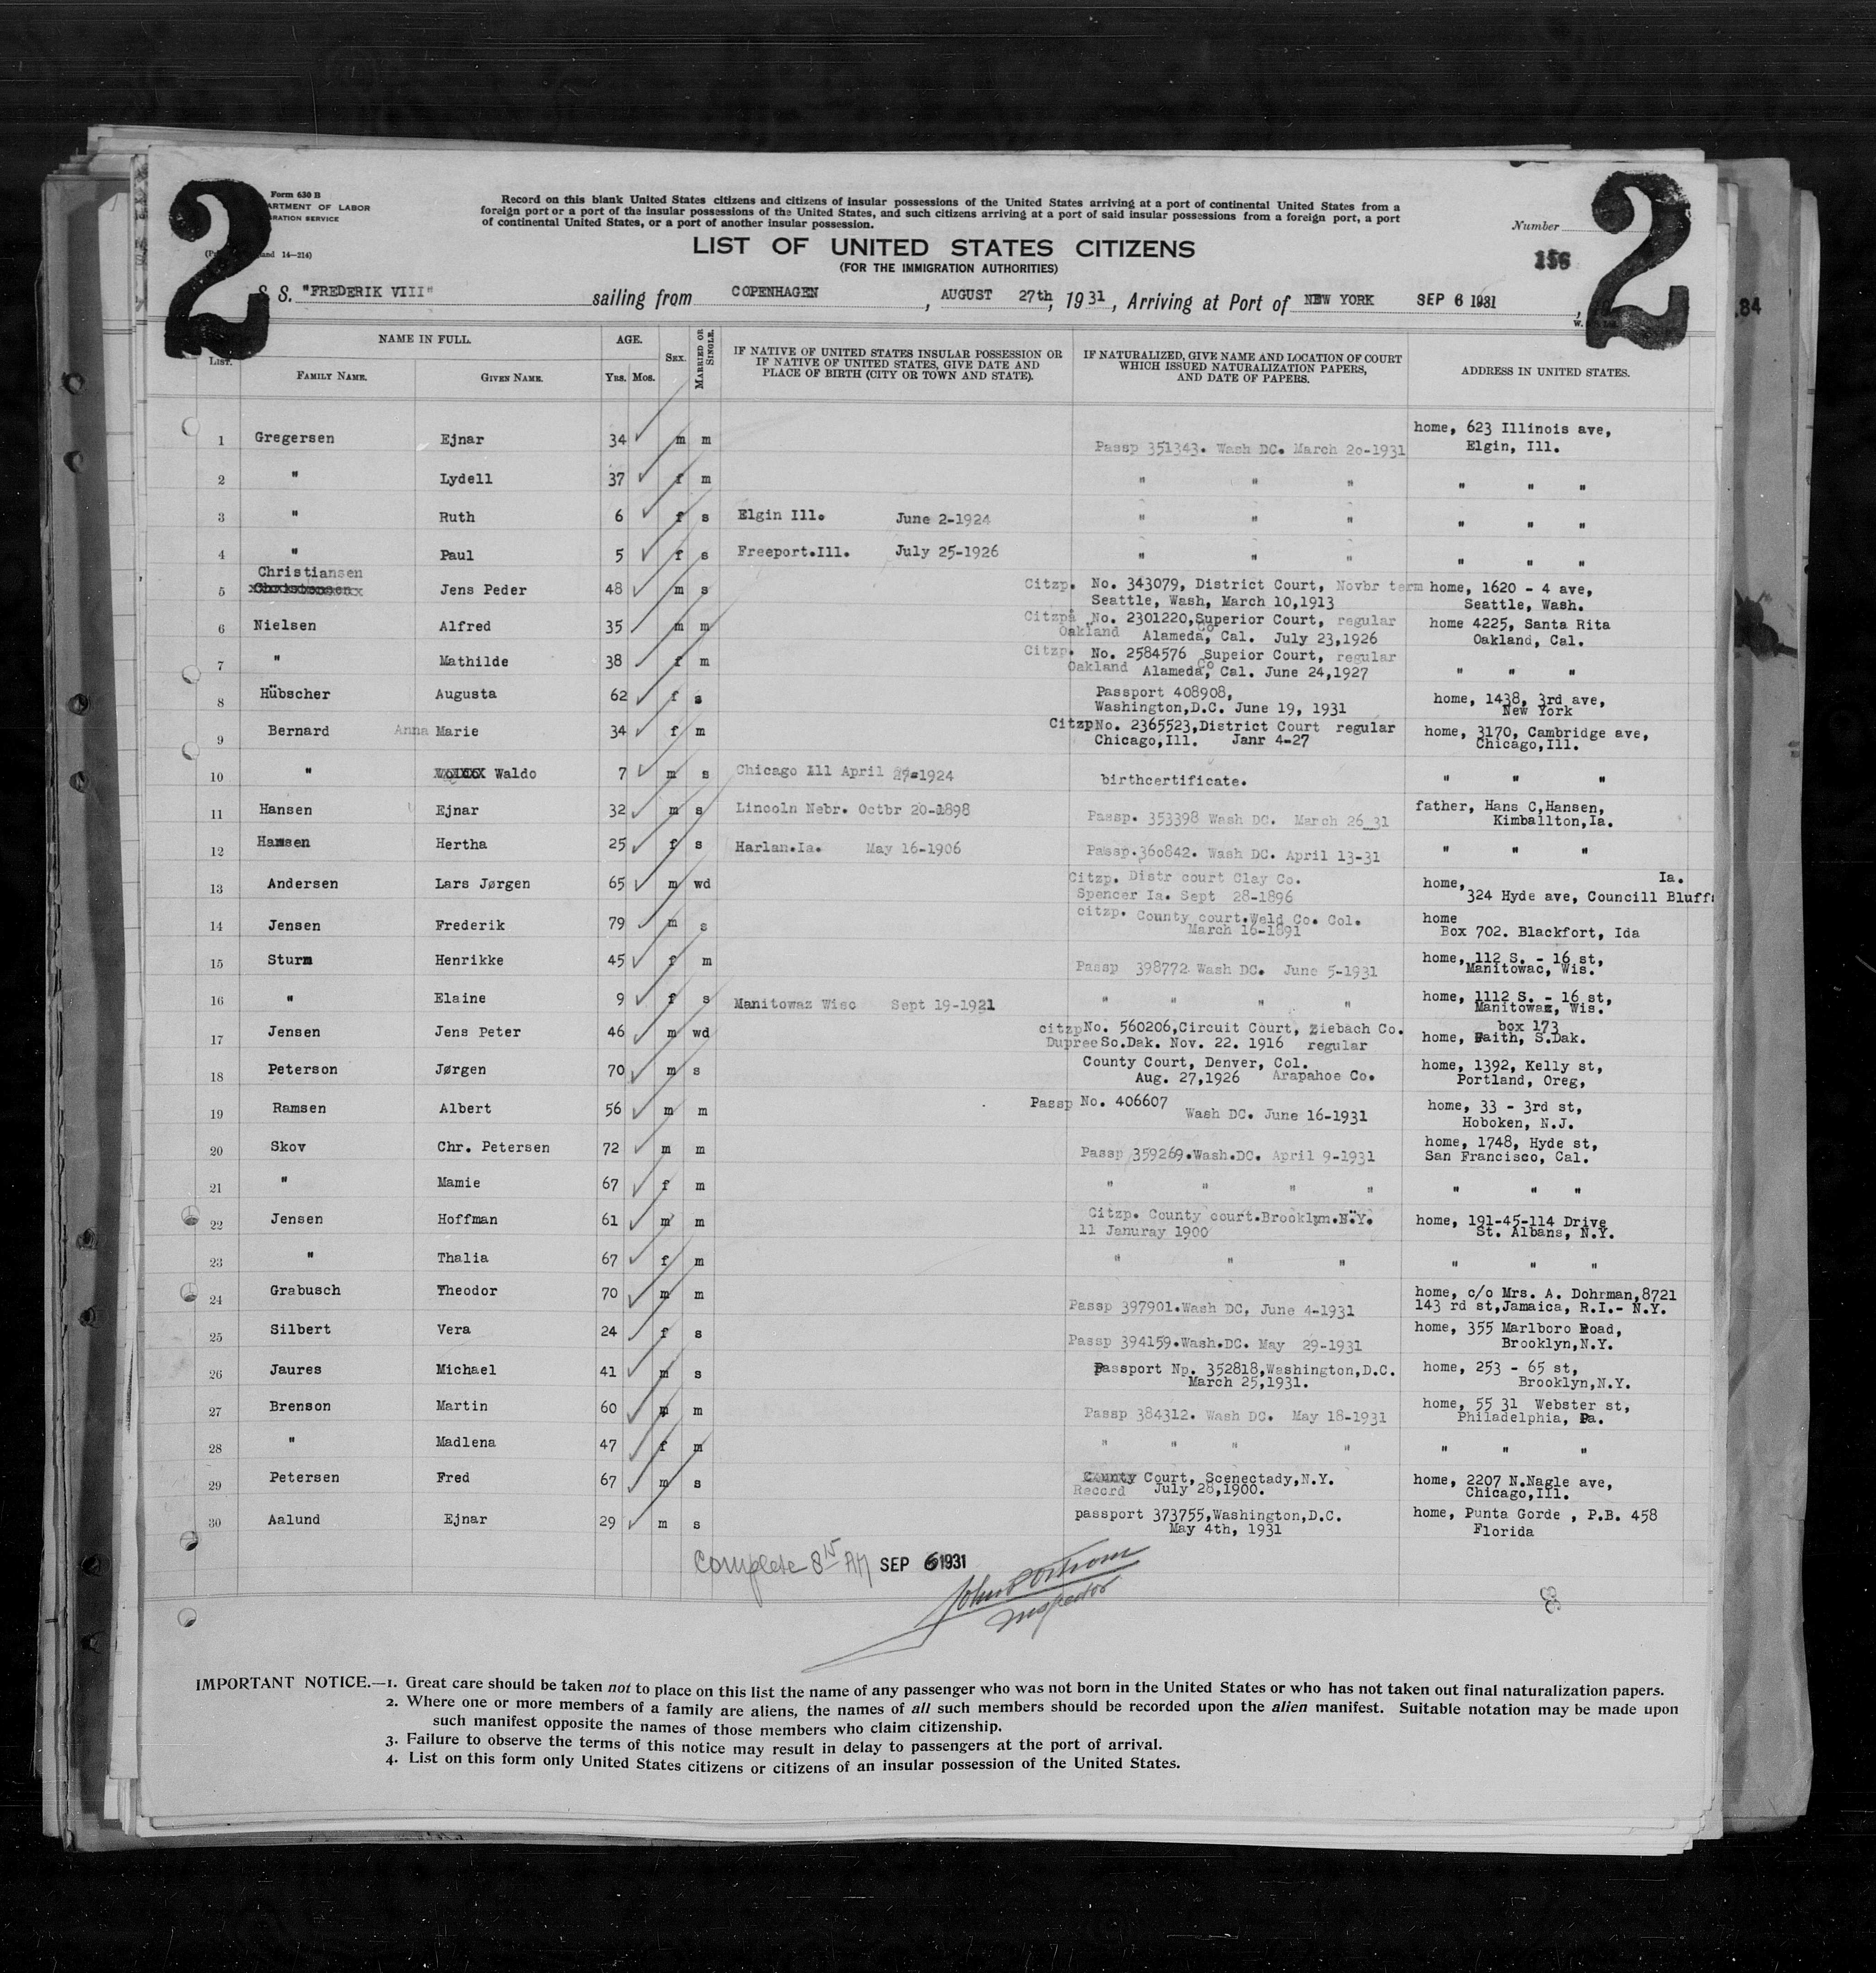 2
Form 630 B
ARTMENT OF LABOR
RATION SERVICE
and 14—214)
Record on this blank United States citizens and citizens of insular possessions of the United States arriving at a port of continental United States from a
foreign port or a port of the insular possessions of the United States, and such citizens arriving at a port of said insular possessions from a foreign port, a port
of continental United States, or a port of another insular possession.
Number
2
LIST OF UNITED STATES CITIZENS
(FOR THE IMMIGRATION AUTHORITIES)
156
S. S. "FREDERIK VIII" sailing from COPENHAGEN, AUGUST 27th, 1931, Arriving at Port of NEW YORK SEP 6 1931
84
LIST. NAME IN FULL. FAMILY NAME. GIVEN NAME. AGE. YRS. MOS. SEX. MARRIED OR SINGLE.
IF NATIVE OF UNITED STATES INSULAR POSSESSION OR
IF NATIVE OF UNITED STATES, GIVE DATE AND
PLACE OF BIRTH (CITY OR TOWN AND STATE).
IF NATURALIZED, GIVE NAME AND LOCATION OF COURT
WHICH ISSUED NATURALIZATION PAPERS,
AND DATE OF PAPERS.
ADDRESS IN UNITED STATES.
1 Gregersen Ejnar 34 m m Passp 351343. Wash DC. March 20-1931 home, 623 Illinois ave,
Elgin, Ill.
2 " Lydell 37 f m " " " " " "
3 " Ruth 6 f s Elgin Ill. June 2-1924 " " " " " "
4 " Paul 5 f s Freeport.Ill. July 25-1926 " " " " " "
Christiansen
5 Jens Peder 48 m s Citzp. No. 343079, District Court, Novbr term home, 1620 - 4 ave,
Seattle, Wash, March 10,1913 Seattle, Wash.
6 Nielsen Alfred 35 m m Citzp. No. 2301220,Superior Court, regular home 4225, Santa Rita
Oakland Alameda Co, Cal. July 23,1926 Oakland, Cal.
7 " Mathilde 38 f m Citzp. No. 2584576 Supeior Court, regular
Oakland Alameda Co, Cal. June 24,1927 " " "
8 Hübscher Augusta 62 f s Passport 408908, home, 1438, 3rd ave,
Washington,D.C. June 19, 1931 New York
9 Bernard Anna Marie 34 f m Citzp No. 2365523,District Court regular home, 3170, Cambridge ave,
Chicago,Ill. Janr 4-27 Chicago,Ill.
10 " Waldo 7 m s Chicago Ill April 27-1924 birthcertificate. " " "
11 Hansen Ejnar 32 m s Lincoln Nebr. Octbr 20-1898 Passp. 353398 Wash DC. March 26_31 father, Hans C,Hansen,
Kimballton,Ia.
12 Hansen Hertha 25 f s Harlan.Ia. May 16-1906 Passp.360842. Wash DC. April 13-31 " " "
13 Andersen Lars Jørgen 65 m wd Citzp. Distr court Clay Co. home, Ia.
Spencer Ia. Sept 28-1896 324 Hyde ave, Councill Bluffs
14 Jensen Frederik 79 m s citzp. County court.Weld Co. Col. home
March 16-1891 Box 702. Blackfort, Ida
15 Sturm Henrikke 45 f m Passp 398772 Wash DC. June 5-1931 home, 112 S. - 16 st,
Manitowac, Wis.
16 " Elaine 9 f s Manitowaz Wisc Sept 19-1921 " " " " home, 1112 S. - 16 st,
Manitowaz, Wis.
17 Jensen Jens Peter 46 m wd citzp No. 560206,Circuit Court, Ziebach Co. box 173
Dupree So.Dak. Nov. 22. 1916 regular home, Faith, S.Dak.
18 Peterson Jørgen 70 m s County Court, Denver, Col. home, 1392, Kelly st,
Aug. 27,1926 Arapahoe Co. Portland, Oreg,
19 Ramsen Albert 56 m m Passp No. 406607 home, 33 - 3rd st,
Wash DC. June 16-1931 Hoboken, N.J.
20 Skov Chr. Petersen 72 m m Passp 359269.Wash.DC. April 9-1931 home, 1748, Hyde st,
San Francisco, Cal.
21 " Mamie 67 f m " " " " " " "
22 Jensen Hoffman 61 m m Citzp. County court.Brooklym.N.Y. home, 191-45-114 Drive
11 Januray 1900 St. Albans, N.Y.
23 " Thalia 67 f m " " " " " "
24 Grabusch Theodor 70 m m Passp 397901.Wash DC, June 4-1931 home, c/o Mrs. A. Dohrman,8721
143 rd st,Jamaica, R.I.- N.Y.
25 Silbert Vera 24 f s Passp 394159.Wash.DC. May 29-1931 home, 355 Marlboro Road,
Brooklyn,N.Y.
26 Jaures Michael 41 m s Passport Np. 352818,Washington,D.C. home, 253 - 65 st,
March 25,1931. Brooklyn,N.Y.
27 Brenson Martin 60 m m Passp 384312. Wash DC. May 18-1931 home, 55 31 Webster st,
Philadelphia, Pa.
28 " Madlena 47 f m " " " " " " "
29 Petersen Fred 67 m s County Court, Scenectady,N.Y. home, 2207 N.Nagle ave,
Record July 28,1900. Chicago,Ill.
30 Aalund Ejnar 29 m s passport 373755,Washington,D.C. home, Punta Gorde , P.B. 458
May 4th, 1931 Florida
Complete 8 15 AM SEP 6 1931
Inspector
IMPORTANT NOTICE.—1. Great care should be taken not to place on this list the name of any passenger who was not born in the United States or who has not taken out final naturalization papers.
2. Where one or more members of a family are aliens, the names of all such members should be recorded upon the alien manifest. Suitable notation may be made upon
such manifest opposite the names of those members who claim citizenship.
3. Failure to observe the terms of this notice may result in delay to passengers at the port of arrival.
4. List on this form only United States citizens or citizens of an insular possession of the United States.